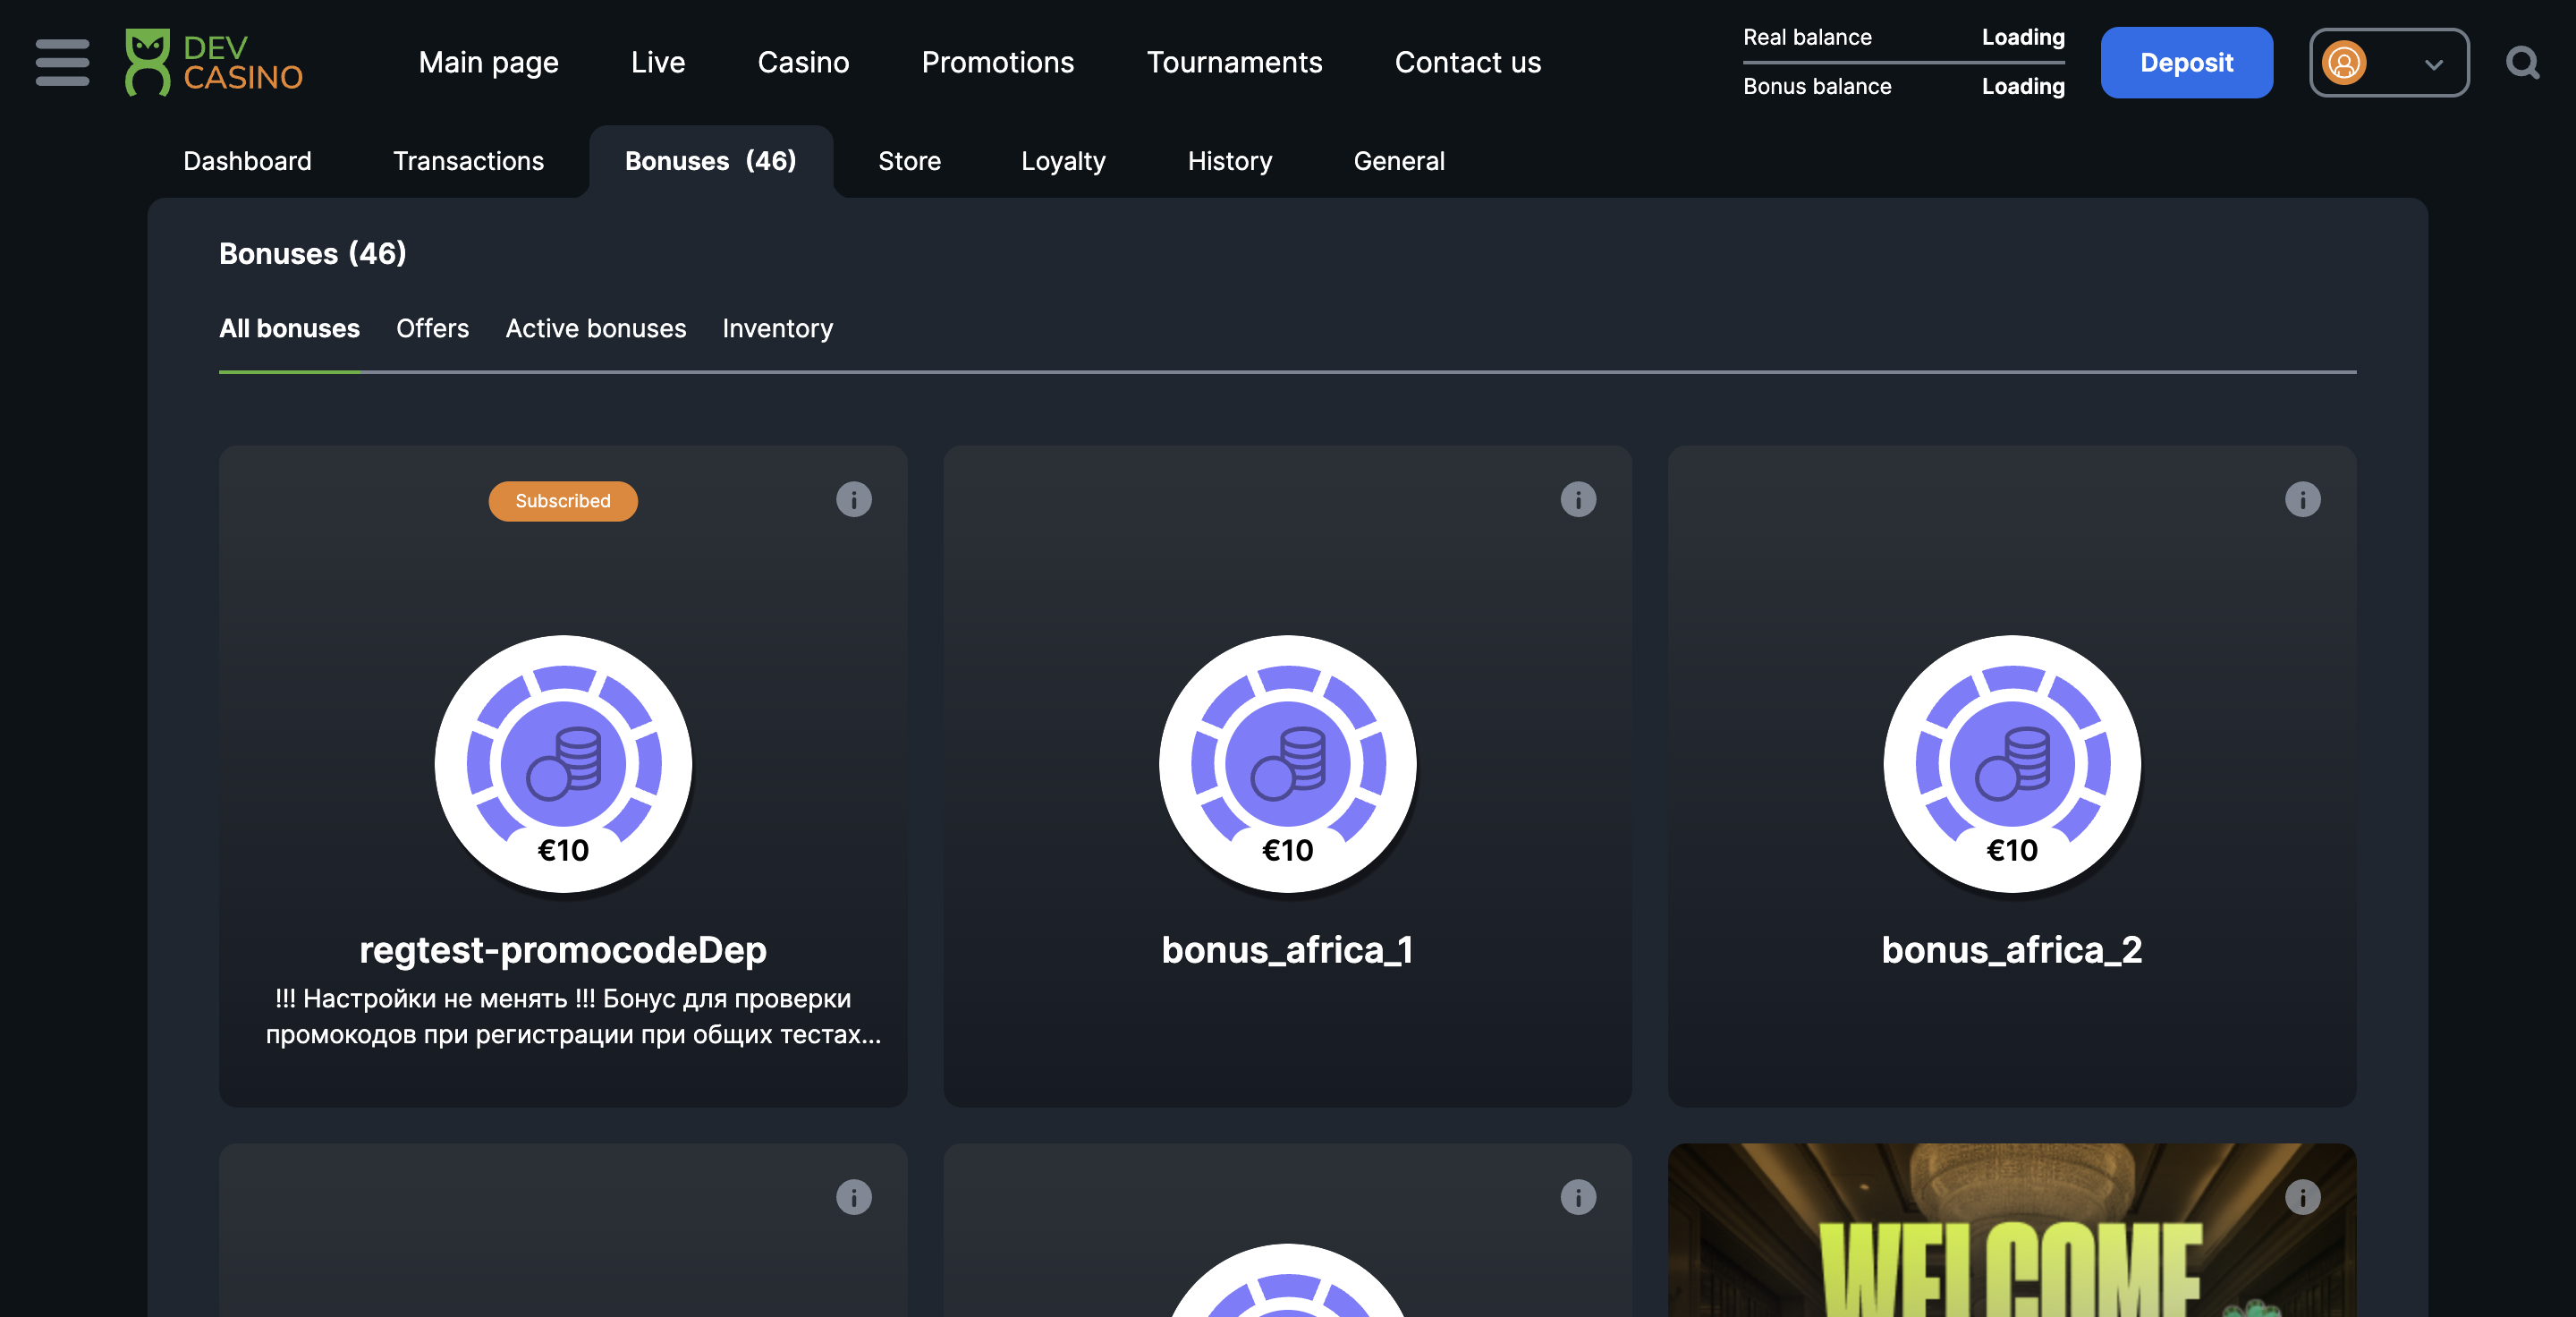 DEV
CASINO
Main page
Live
Casino
Promotions
Tournaments
Contact us
Real balance
Loading
Bonus balance
Loading
Deposit
Dashboard
Transactions
Bonuses (46)
Store
Loyalty
History
General
Bonuses (46)
All bonuses
Offers
Active bonuses
Inventory
Subscribed
€10
regtest-promocodeDep
!!! Настройки не менять !!! Бонус для проверки
промокодов при регистрации при общих тестах...
€10
bonus_africa_1
€10
bonus_africa_2
WELCOME